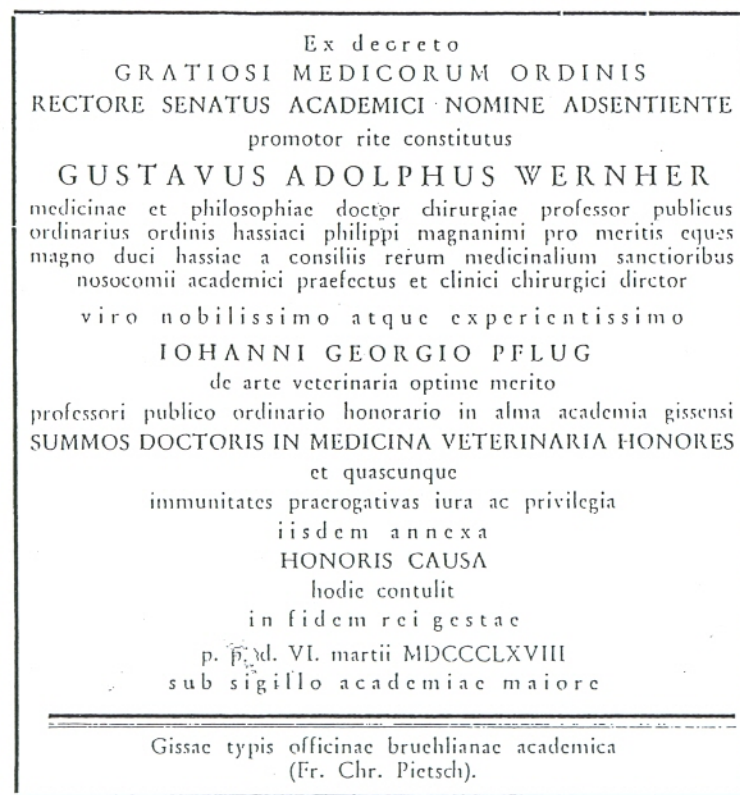 Ex decreto
GRATIOSI MEDICORUM ORDINIS
RECTORE SENATUS ACADEMICI NOMINE ADSENTIENTE
promotor rite constitutus
GUSTAVUS ADOLPHUS WERNHER
medicinae et philosophiae doctor chirurgiae professor publicus
ordinarius ordinis hassiaci philippi magnanimi pro meritis eques
magno duci hassiae a consiliis rerum medicinalium sanctioribus
nosocomii academici praefectus et clinici chirurgici dirctor
viro nobilissimo atque experientissimo
IOHANNI GEORGIO PFLUG
de arte veterinaria optime merito
professori publico ordinario honorario in alma academia gissensi
SUMMOS DOCTORIS IN MEDICINA VETERINARIA HONORES
et quascunque
immunitates praerogativas iura ac privilegia
iisdem annexa
HONORIS CAUSA
hodie contulit
in fidem rei gestae
p. p. d. VI. martii MDCCCLXVIII
sub sigillo academiae maiore
Gissae typis officinae bruehlianae academica
(Fr. Chr. Pietsch).